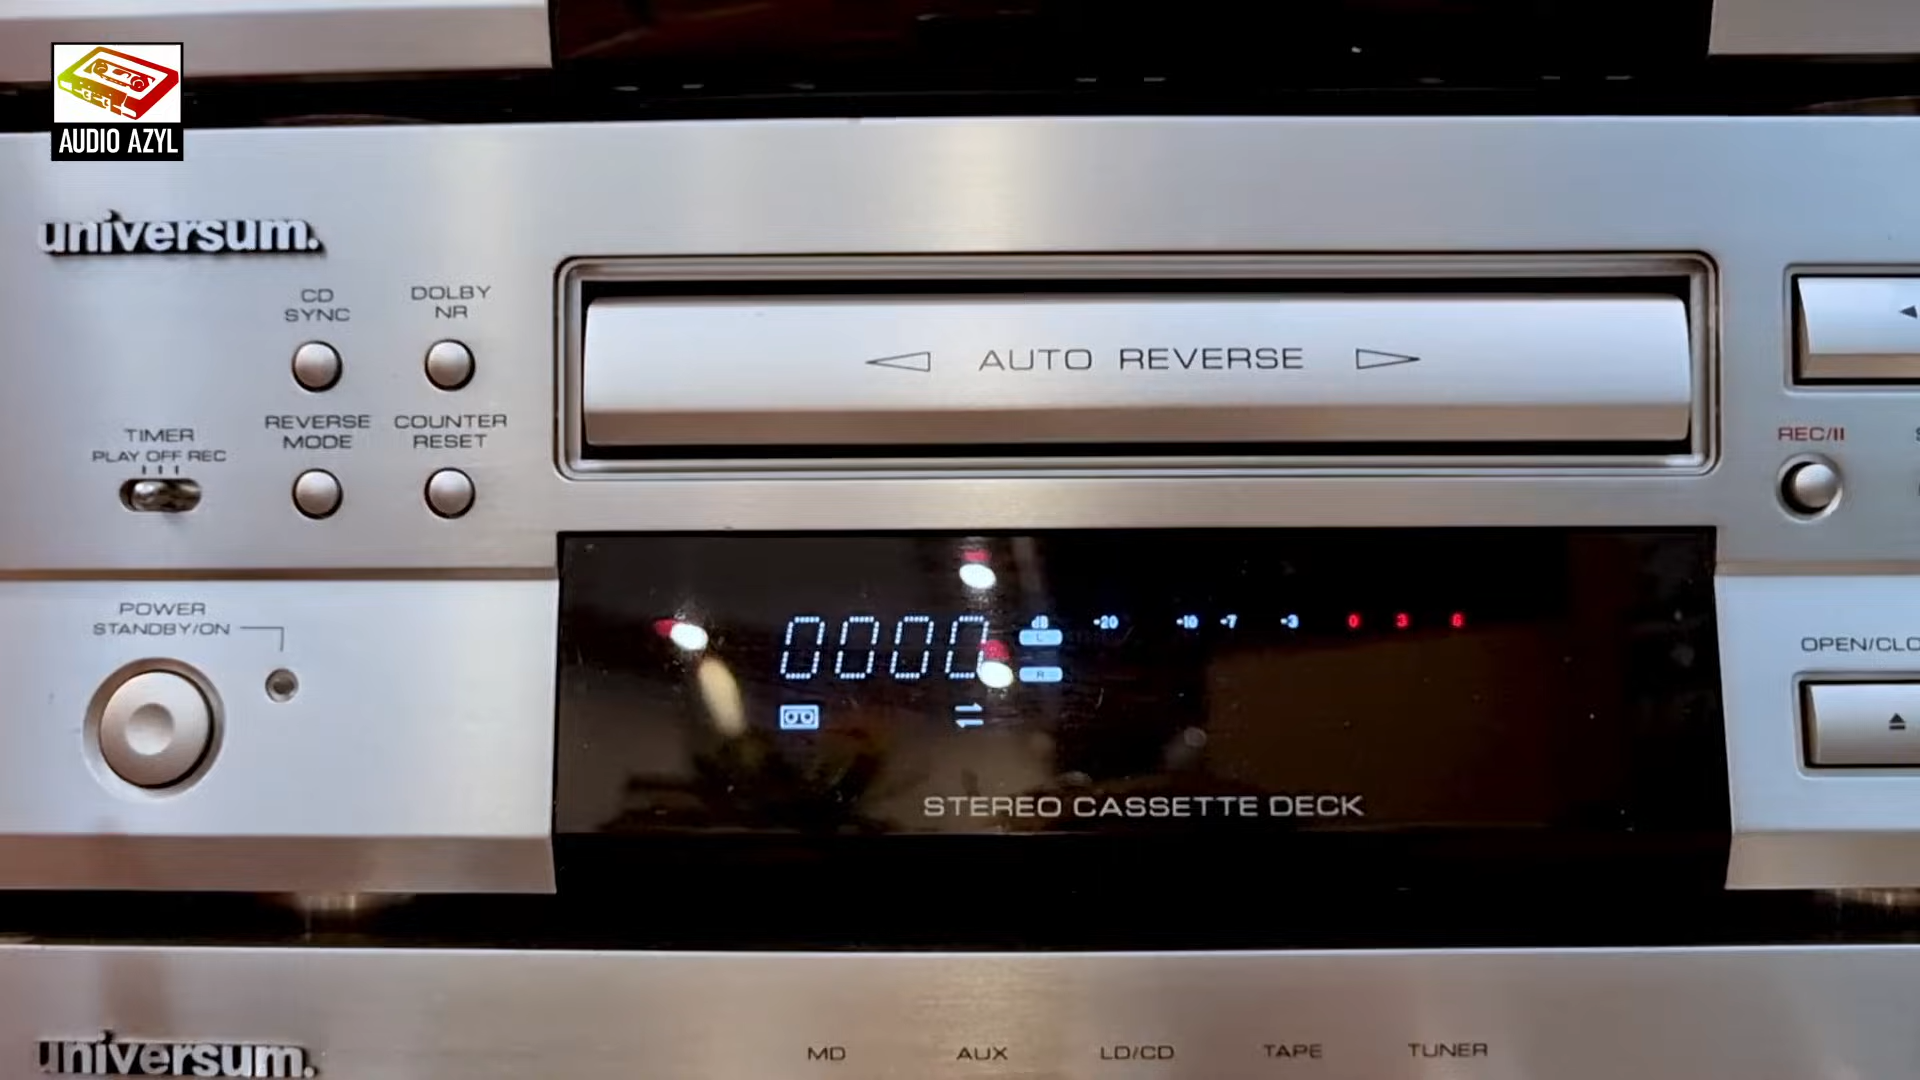 AUDIO AZYL
universum.
CD
SYNC
DOLBY
NR
AUTO REVERSE
REVERSE
MODE
COUNTER
RESET
TIMER
PLAY OFF REC
REC/II
POWER
STANDBY/ON
0000
dB -20 -10 -7 -3 0 3 6
L
R
OPEN/CLO
STEREO CASSETTE DECK
universum.
MD AUX LD/CD TAPE TUNER